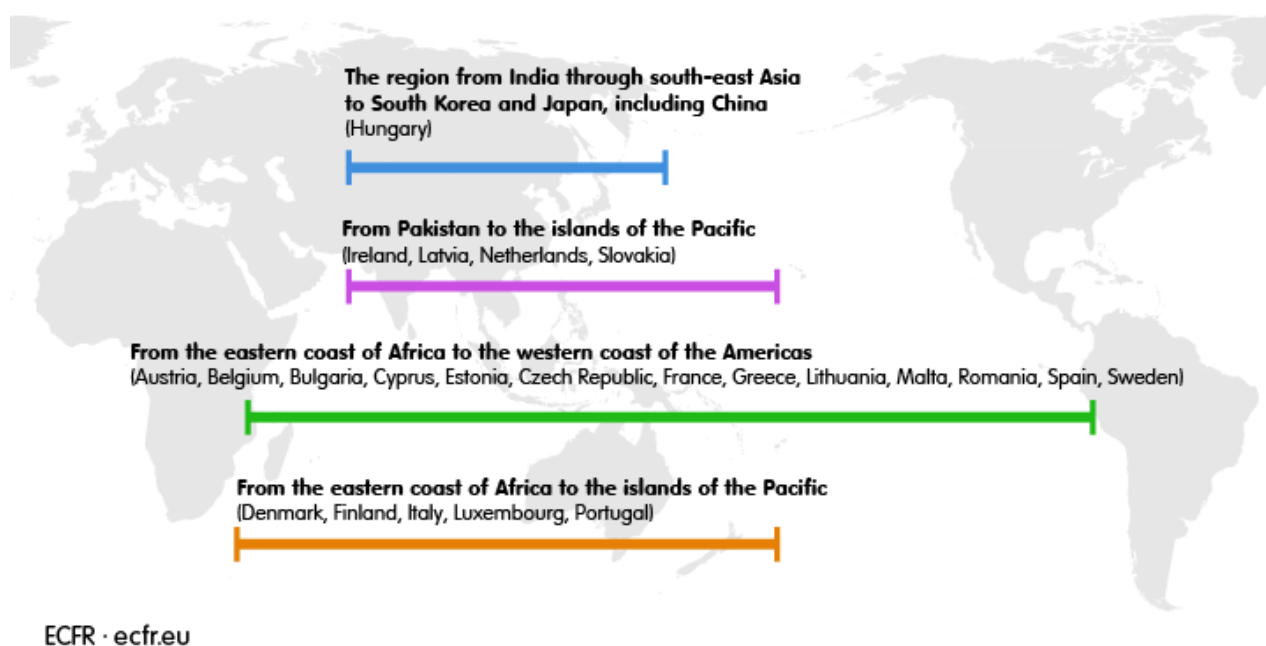 The region from India through south-east Asia
to South Korea and Japan, including China
(Hungary)
From Pakistan to the islands of the Pacific
(Ireland, Latvia, Netherlands, Slovakia)
From the eastern coast of Africa to the western coast of the Americas
(Austria, Belgium, Bulgaria, Cyprus, Estonia, Czech Republic, France, Greece, Lithuania, Malta, Romania, Spain, Sweden)
From the eastern coast of Africa to the islands of the Pacific
(Denmark, Finland, Italy, Luxembourg, Portugal)
ECFR · ecfr.eu